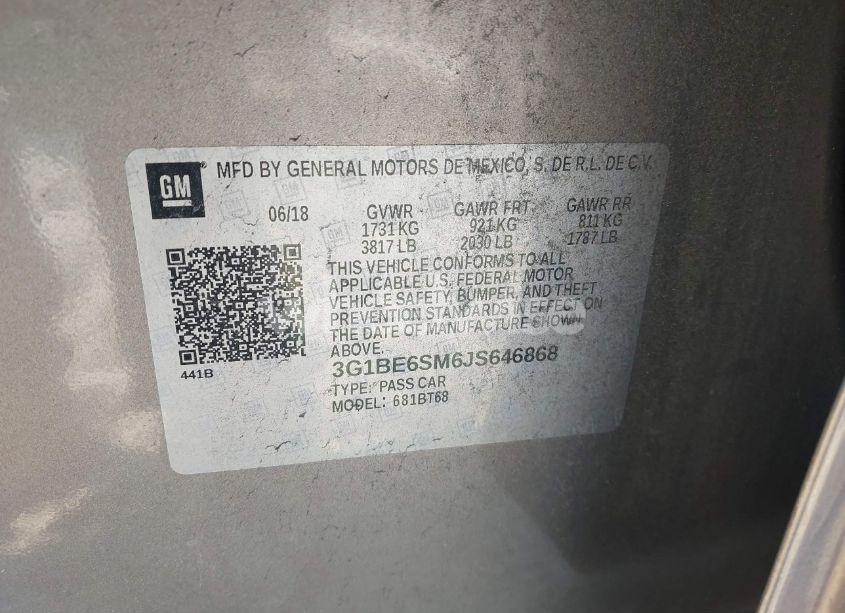 GM
MFD BY GENERAL MOTORS DE MEXICO, S. DE R.L. DE C.V.
06/18 GVWR GAWR FRT. GAWR RR
1731 KG 921 KG 811 KG
3817 LB 2030 LB 1787 LB
THIS VEHICLE CONFORMS TO ALL
APPLICABLE U.S. FEDERAL MOTOR
VEHICLE SAFETY, BUMPER, AND THEFT
PREVENTION STANDARDS IN EFFECT ON
THE DATE OF MANUFACTURE SHOWN
ABOVE.
441B
3G1BE6SM6JS646868
TYPE: PASS CAR
MODEL: 681BT68